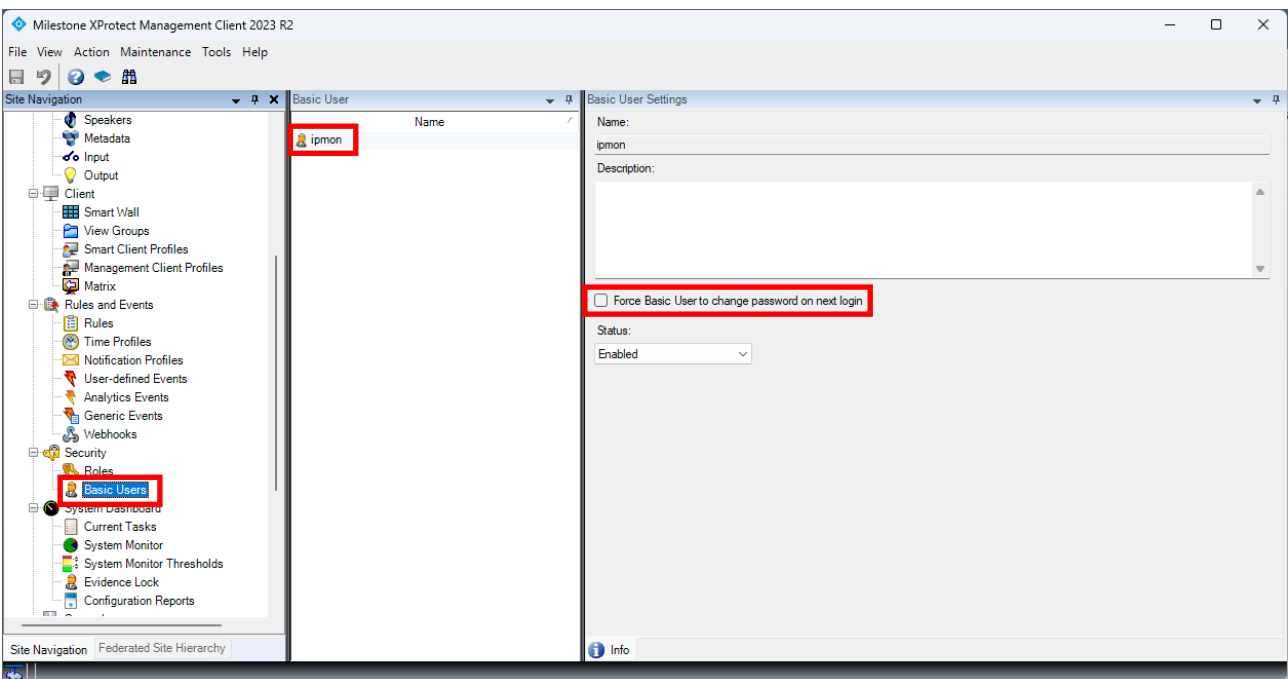 Milestone XProtect Management Client 2023 R2
File View Action Maintenance Tools Help
Site Navigation
Speakers
Metadata
Input
Output
Client
Smart Wall
View Groups
Smart Client Profiles
Management Client Profiles
Matrix
Rules and Events
Rules
Time Profiles
Notification Profiles
User-defined Events
Analytics Events
Generic Events
Webhooks
Security
Roles
Basic Users
System Dashboard
Current Tasks
System Monitor
System Monitor Thresholds
Evidence Lock
Configuration Reports
Site Navigation Federated Site Hierarchy
Basic User
Name
ipmon
Basic User Settings
Name:
ipmon
Description:
Force Basic User to change password on next login
Status:
Enabled
Info